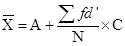 X̅ = A + ∑ fd' / N × C